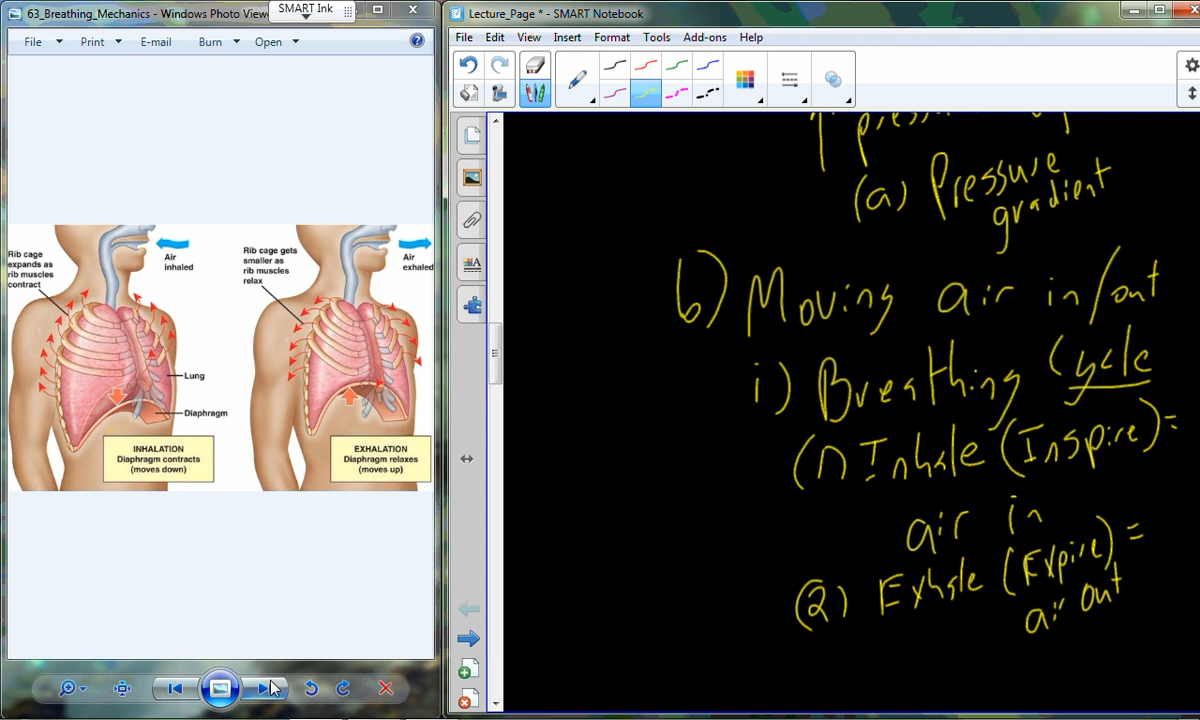 63_Breathing_Mechanics - Windows Photo View
SMART Ink
File Print E-mail Burn Open
Rib cage
expands as
rib muscles
contract
Air
inhaled
Lung
Diaphragm
INHALATION
Diaphragm contracts
(moves down)
Rib cage gets
smaller as
rib muscles
relax
Air
exhaled
EXHALATION
Diaphragm relaxes
(moves up)
Lecture_Page * - SMART Notebook
File Edit View Insert Format Tools Add-ons Help
(a) Pressure
gradient
b) Moving air in/out
i) Breathing Cycle
(1) Inhale (Inspire) =
air in
(2) Exhale (Expire) =
air out